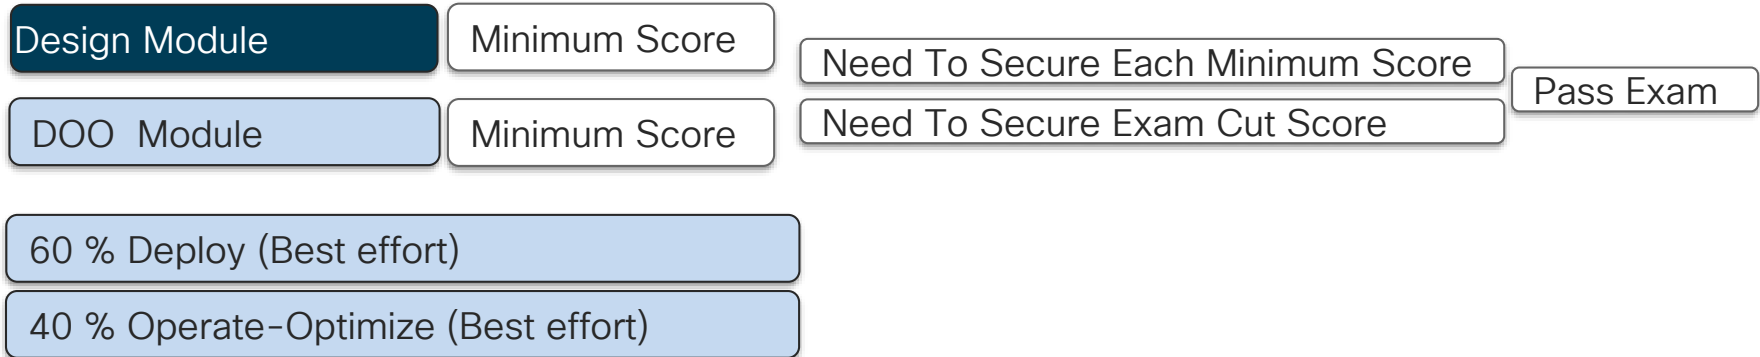 Design Module
Minimum Score
Need To Secure Each Minimum Score
Pass Exam
DOO Module
Minimum Score
Need To Secure Exam Cut Score
60 % Deploy (Best effort)
40 % Operate-Optimize (Best effort)